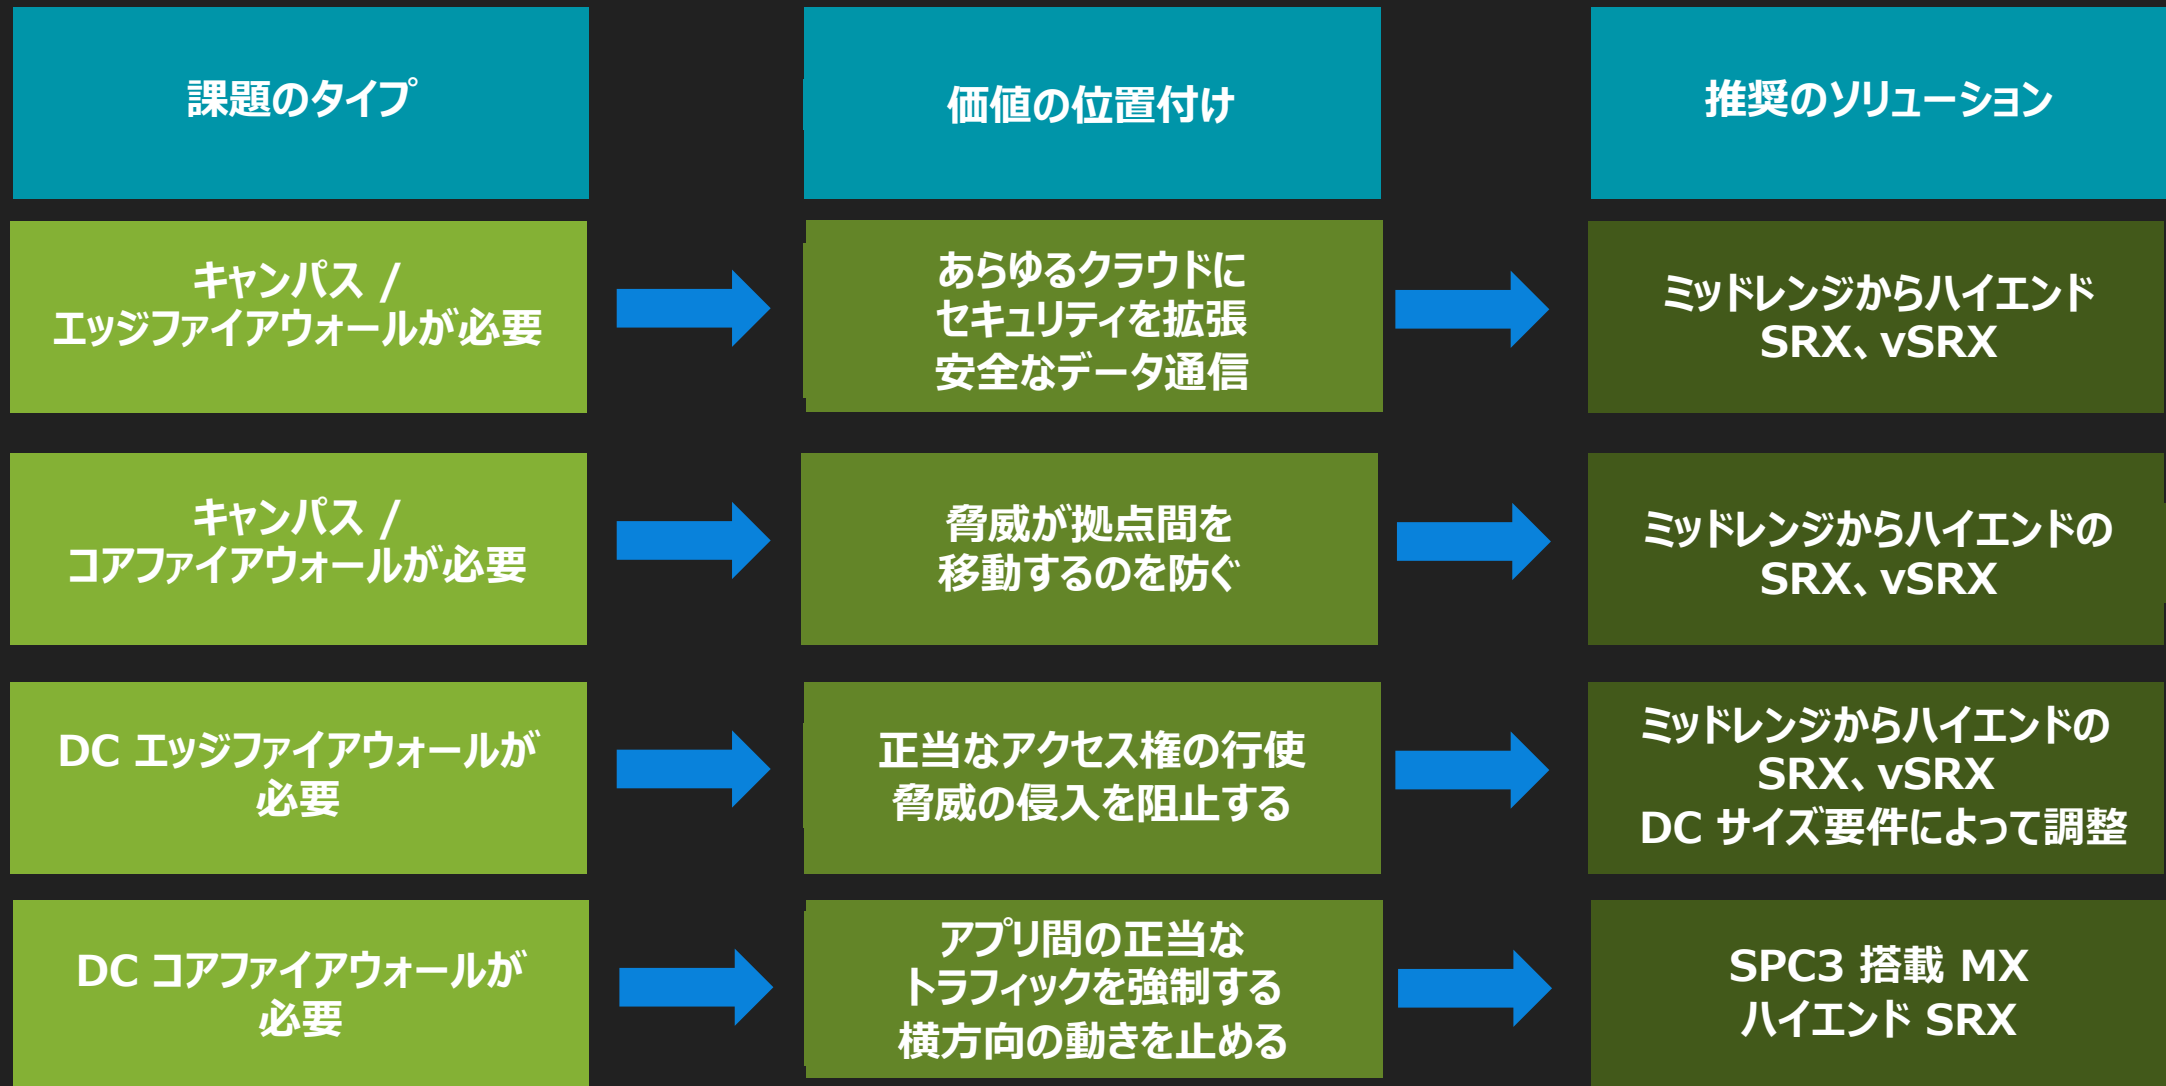 課題のタイプ
価値の位置付け
推奨のソリューション
キャンパス /
エッジファイアウォールが必要
あらゆるクラウドに
セキュリティを拡張
安全なデータ通信
ミッドレンジからハイエンド
SRX、vSRX
キャンパス /
コアファイアウォールが必要
脅威が拠点間を
移動するのを防ぐ
ミッドレンジからハイエンドの
SRX、vSRX
DC エッジファイアウォールが
必要
正当なアクセス権の行使
脅威の侵入を阻止する
ミッドレンジからハイエンドの
SRX、vSRX
DC サイズ要件によって調整
DC コアファイアウォールが
必要
アプリ間の正当な
トラフィックを強制する
横方向の動きを止める
SPC3 搭載 MX
ハイエンド SRX